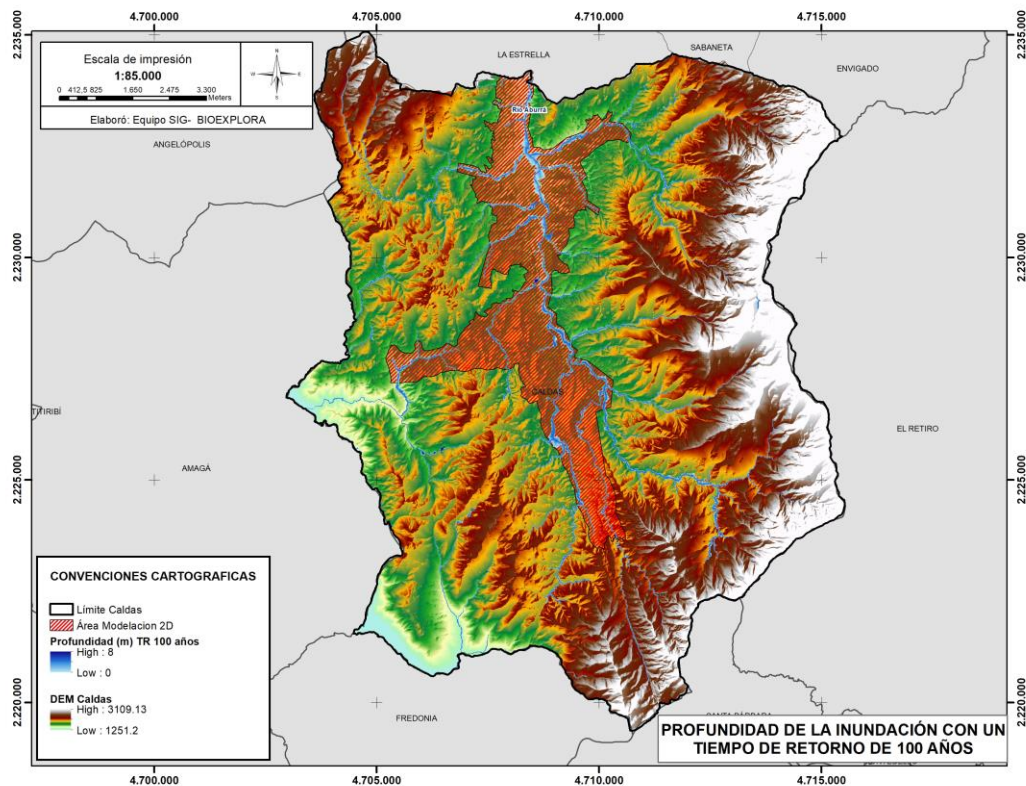 4.700.000
4.705.000
4.710.000
4.715.000
2.235.000
2.235.000
Escala de impresión
1:85.000
0 412,5 825 1.650 2.475 3.300
Meters
N
W E
S
Elaboró: Equipo SIG- BIOEXPLORA
LA ESTRELLA
SABANETA
ENVIGADO
Río Aburrá
ANGELÓPOLIS
2.230.000
2.230.000
CALDAS
TITIRIBÍ
EL RETIRO
AMAGÁ
2.225.000
2.225.000
CONVENCIONES CARTOGRAFICAS
Límite Caldas
Área Modelacion 2D
Profundidad (m) TR 100 años
High : 8
Low : 0
DEM Caldas
High : 3109.13
Low : 1251.2
2.220.000
2.220.000
FREDONIA
SANTA BÁRBARA
PROFUNDIDAD DE LA INUNDACIÓN CON UN
TIEMPO DE RETORNO DE 100 AÑOS
4.700.000
4.705.000
4.710.000
4.715.000